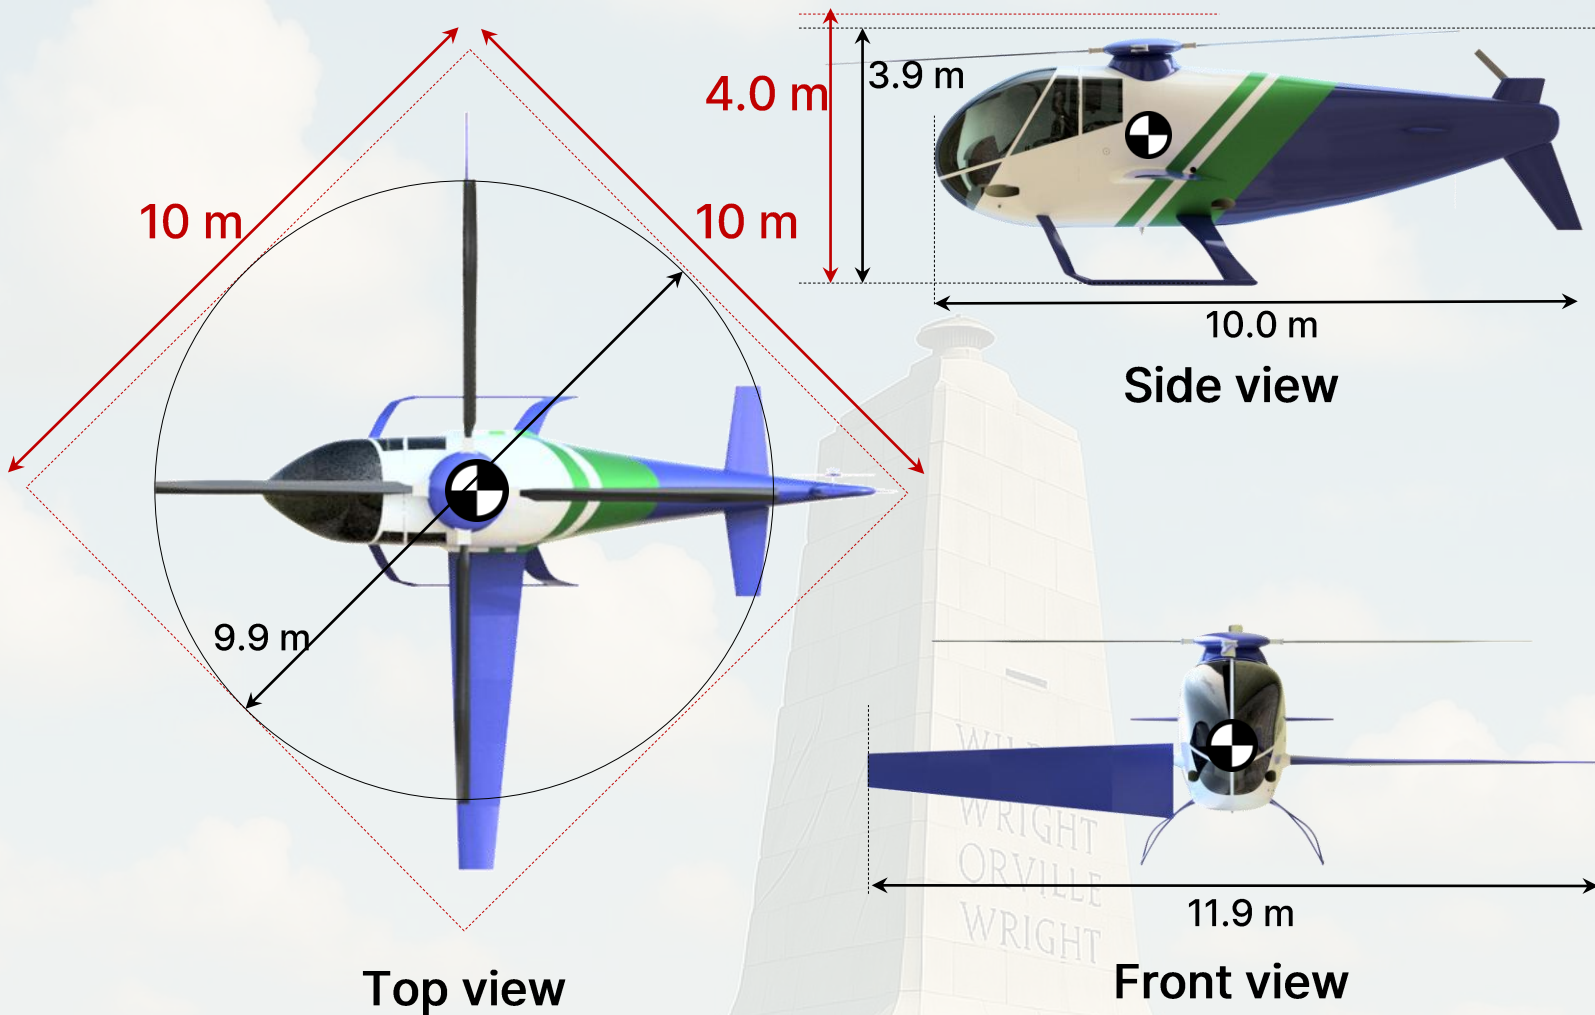 10 m
10 m
9.9 m
Top view
4.0 m
3.9 m
10.0 m
Side view
WRIGHT
ORVILLE
WRIGHT
11.9 m
Front view